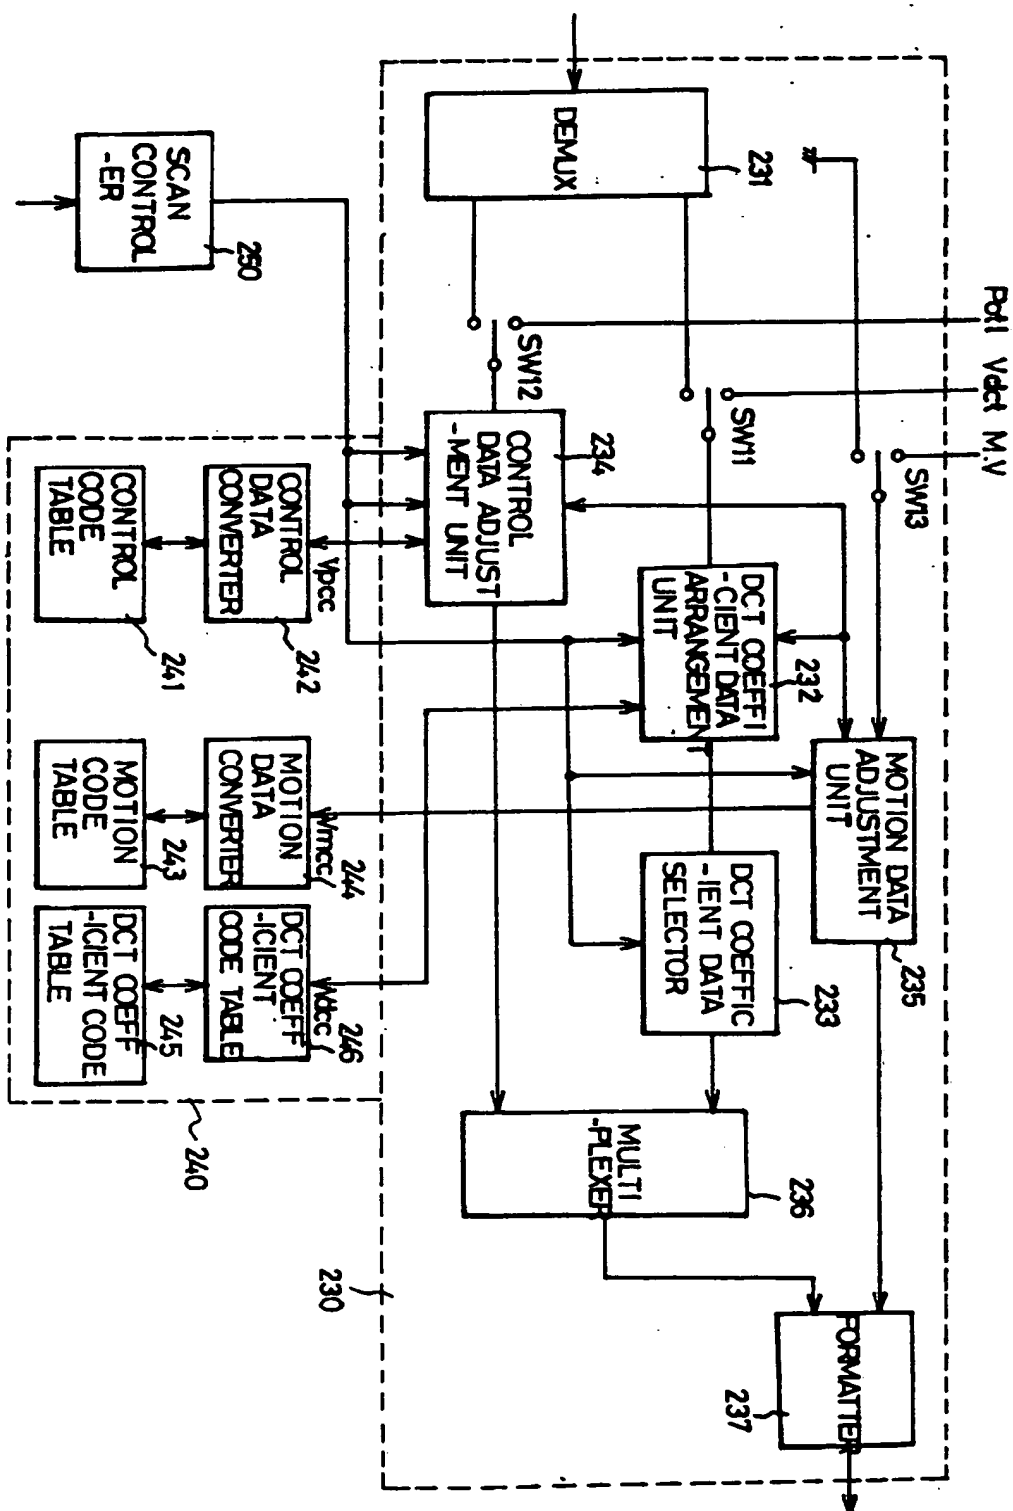 Pctl
Vdct
M.V
DEMUX
231
SW12
SW11
SW13
SCAN
CONTROL
-ER
250
CONTROL
DATA ADJUST
-MENT UNIT
234
DCT COEFFI
-CIENT DATA
ARRANGEMENT
UNIT
232
MOTION DATA
ADJUSTMENT
UNIT
235
DCT COEFFIC
-IENT DATA
SELECTOR
233
MULTI
-PLEXER
236
FORMATTER
237
230
Vpcc
CONTROL
DATA
CONVERTER
242
CONTROL
CODE
TABLE
241
Vmcc
MOTION
DATA
CONVERTER
244
MOTION
CODE
TABLE
243
Vdcc
DCT COEFF
-ICIENT
CODE TABLE
246
DCT COEFF
-ICIENT CODE
TABLE
245
240